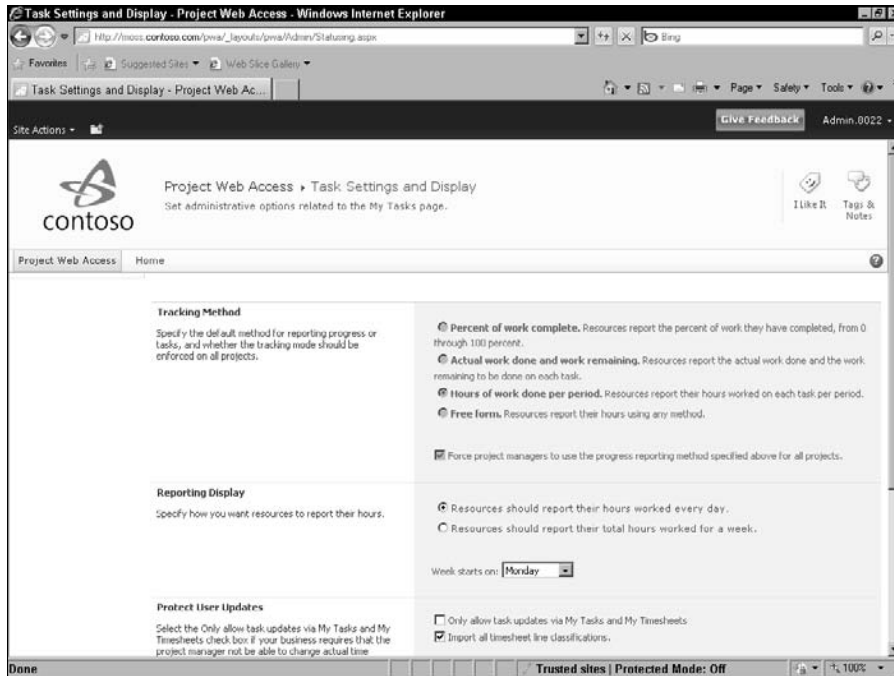 Task Settings and Display - Project Web Access - Windows Internet Explorer
http://moss.contoso.com/pwa/_layouts/pwa/Admin/Statusing.aspx
Bing
Favorites
Suggested Sites
Web Slice Gallery
Task Settings and Display - Project Web Ac...
Page
Safety
Tools
Site Actions
Give Feedback
Admin.0022
contoso
Project Web Access ▸ Task Settings and Display
Set administrative options related to the My Tasks page.
I Like It
Tags &
Notes
Project Web Access
Home
Tracking Method
Specify the default method for reporting progress or
tasks, and whether the tracking mode should be
enforced on all projects.
Percent of work complete. Resources report the percent of work they have completed, from 0
through 100 percent.
Actual work done and work remaining. Resources report the actual work done and the work
remaining to be done on each task.
Hours of work done per period. Resources report their hours worked on each task per period.
Free form. Resources report their hours using any method.
Force project managers to use the progress reporting method specified above for all projects.
Reporting Display
Specify how you want resources to report their hours.
Resources should report their hours worked every day.
Resources should report their total hours worked for a week.
Week starts on: Monday
Protect User Updates
Select the Only allow task updates via My Tasks and My
Timesheets check box if your business requires that the
project manager not be able to change actual time
Only allow task updates via My Tasks and My Timesheets
Import all timesheet line classifications.
Done
Trusted sites | Protected Mode: Off
100%